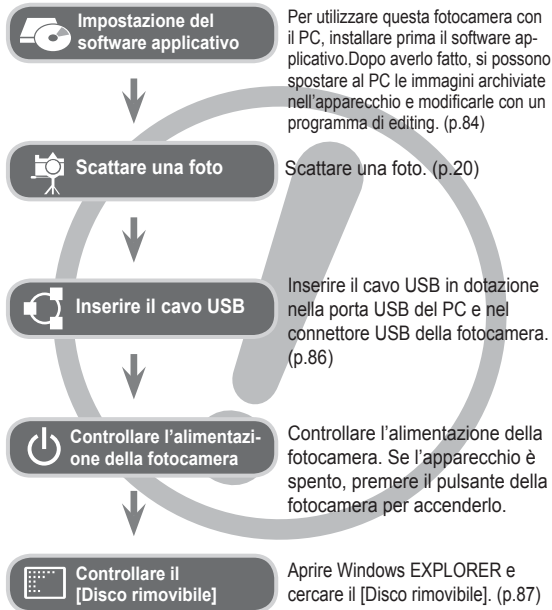 Impostazione del
software applicativo
Per utilizzare questa fotocamera con
il PC, installare prima il software ap-
plicativo.Dopo averlo fatto, si possono
spostare al PC le immagini archiviate
nell'apparecchio e modificarle con un
programma di editing. (p.84)
Scattare una foto
Scattare una foto. (p.20)
Inserire il cavo USB
Inserire il cavo USB in dotazione
nella porta USB del PC e nel
connettore USB della fotocamera.
(p.86)
Controllare l'alimentazi-
one della fotocamera
Controllare l'alimentazione della
fotocamera. Se l'apparecchio è
spento, premere il pulsante della
fotocamera per accenderlo.
Controllare il
[Disco rimovibile]
Aprire Windows EXPLORER e
cercare il [Disco rimovibile]. (p.87)